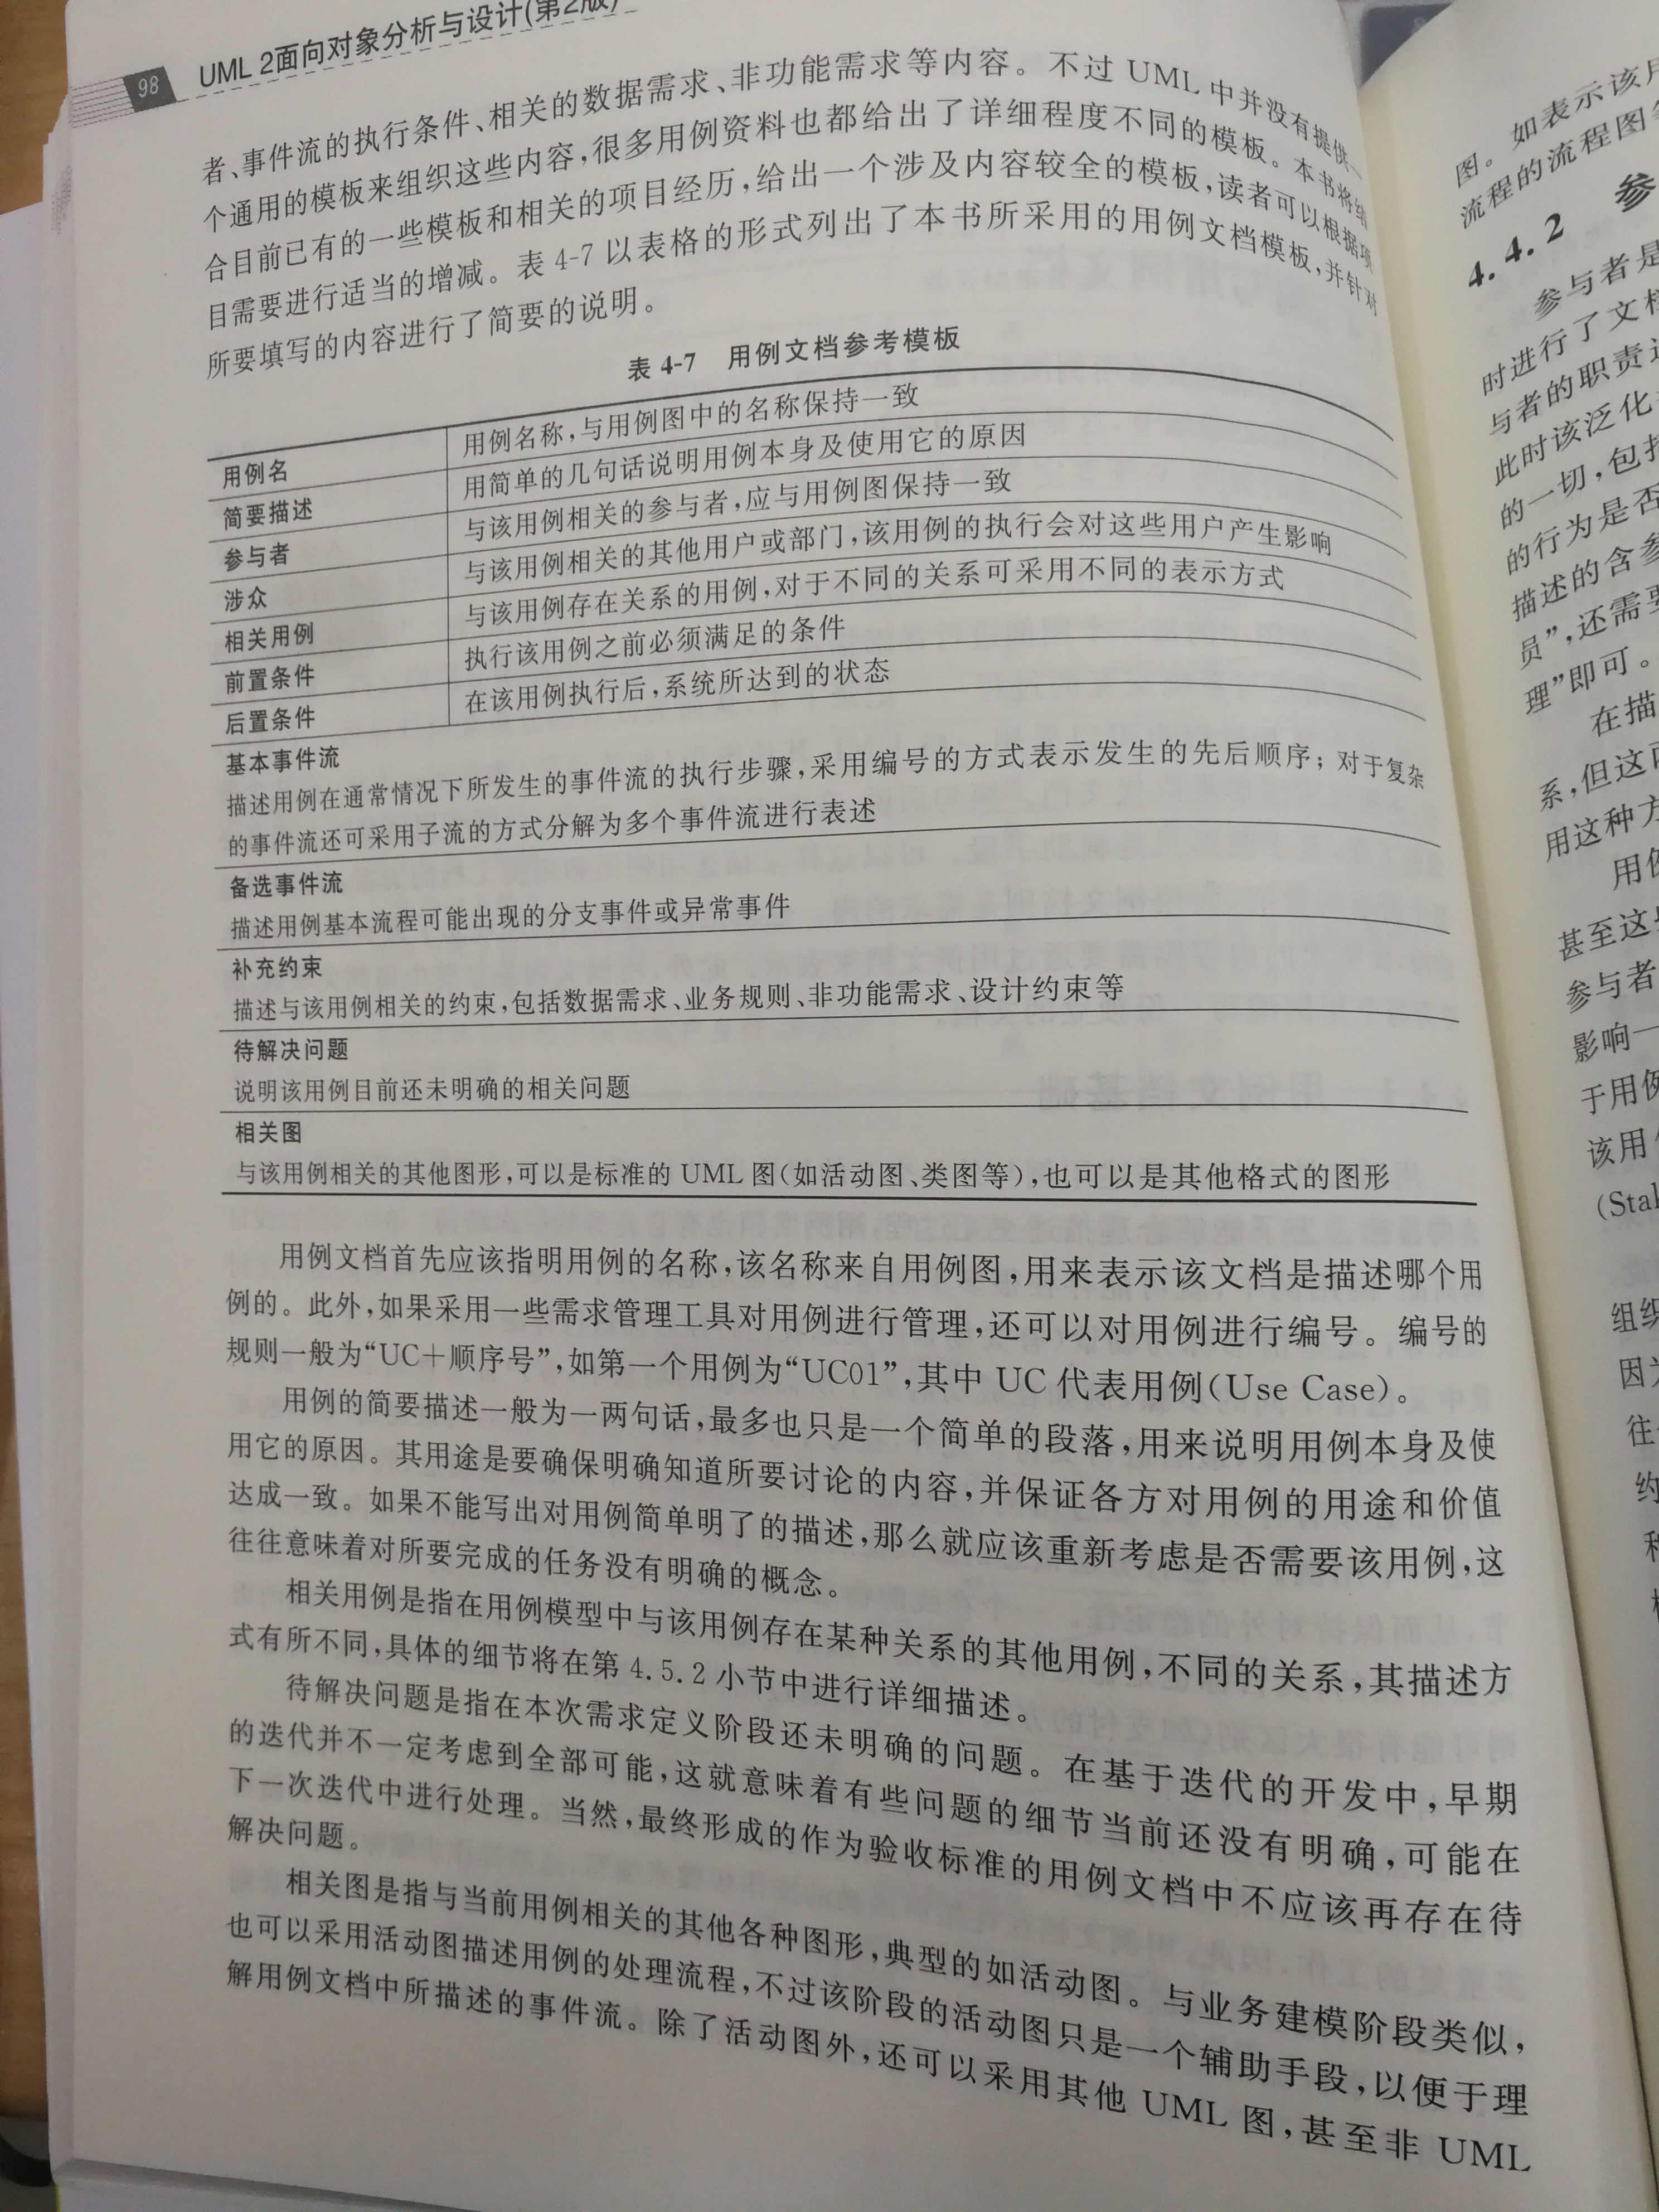 98
UML 2面向对象分析与设计(第2版)
者、事件流的执行条件、相关的数据需求、非功能需求等内容。不过 UML 中并没有提供一
个通用的模板来组织这些内容,很多用例资料也都给出了详细程度不同的模板。本书将结
合目前已有的一些模板和相关的项目经历,给出一个涉及内容较全的模板,读者可以根据项
目需要进行适当的增减。表 4-7 以表格的形式列出了本书所采用的用例文档模板,并针对
所要填写的内容进行了简要的说明。
表 4-7 用例文档参考模板
用例名 用例名称,与用例图中的名称保持一致
简要描述 用简单的几句话说明用例本身及使用它的原因
参与者 与该用例相关的参与者,应与用例图保持一致
涉众 与该用例相关的其他用户或部门,该用例的执行会对这些用户产生影响
相关用例 与该用例存在关系的用例,对于不同的关系可采用不同的表示方式
前置条件 执行该用例之前必须满足的条件
后置条件 在该用例执行后,系统所达到的状态
基本事件流
描述用例在通常情况下所发生的事件流的执行步骤,采用编号的方式表示发生的先后顺序;对于复杂
的事件流还可采用子流的方式分解为多个事件流进行表述
备选事件流
描述用例基本流程可能出现的分支事件或异常事件
补充约束
描述与该用例相关的约束,包括数据需求、业务规则、非功能需求、设计约束等
待解决问题
说明该用例目前还未明确的相关问题
相关图
与该用例相关的其他图形,可以是标准的 UML 图(如活动图、类图等),也可以是其他格式的图形
用例文档首先应该指明用例的名称,该名称来自用例图,用来表示该文档是描述哪个用
例的。此外,如果采用一些需求管理工具对用例进行管理,还可以对用例进行编号。编号的
规则一般为“UC+顺序号”,如第一个用例为“UC01”,其中 UC 代表用例(Use Case)。
用例的简要描述一般为一两句话,最多也只是一个简单的段落,用来说明用例本身及使
用它的原因。其用途是要确保明确知道所要讨论的内容,并保证各方对用例的用途和价值
达成一致。如果不能写出对用例简单明了的描述,那么就应该重新考虑是否需要该用例,这
往往意味着对所要完成的任务没有明确的概念。
相关用例是指在用例模型中与该用例存在某种关系的其他用例,不同的关系,其描述方
式有所不同,具体的细节将在第 4.5.2 小节中进行详细描述。
待解决问题是指在本次需求定义阶段还未明确的问题。在基于迭代的开发中,早期
的迭代并不一定考虑到全部可能,这就意味着有些问题的细节当前还没有明确,可能在
下一次迭代中进行处理。当然,最终形成的作为验收标准的用例文档中不应该再存在待
解决问题。
相关图是指与当前用例相关的其他各种图形,典型的如活动图。与业务建模阶段类似,
也可以采用活动图描述用例的处理流程,不过该阶段的活动图只是一个辅助手段,以便于理
解用例文档中所描述的事件流。除了活动图外,还可以采用其他 UML 图,甚至非 UML
图。如表示该用
流程的流程图等
4.4.2 参
参与者是
时进行了文档
与者的职责
此时该泛化
的一切,包括
的行为是否
描述的含参
员”,还需要
理”即可。
在描
系,但这两
用这种方
用例
甚至这些
参与者
影响一
于用例
该用
(Stak
组织
因为
往
约